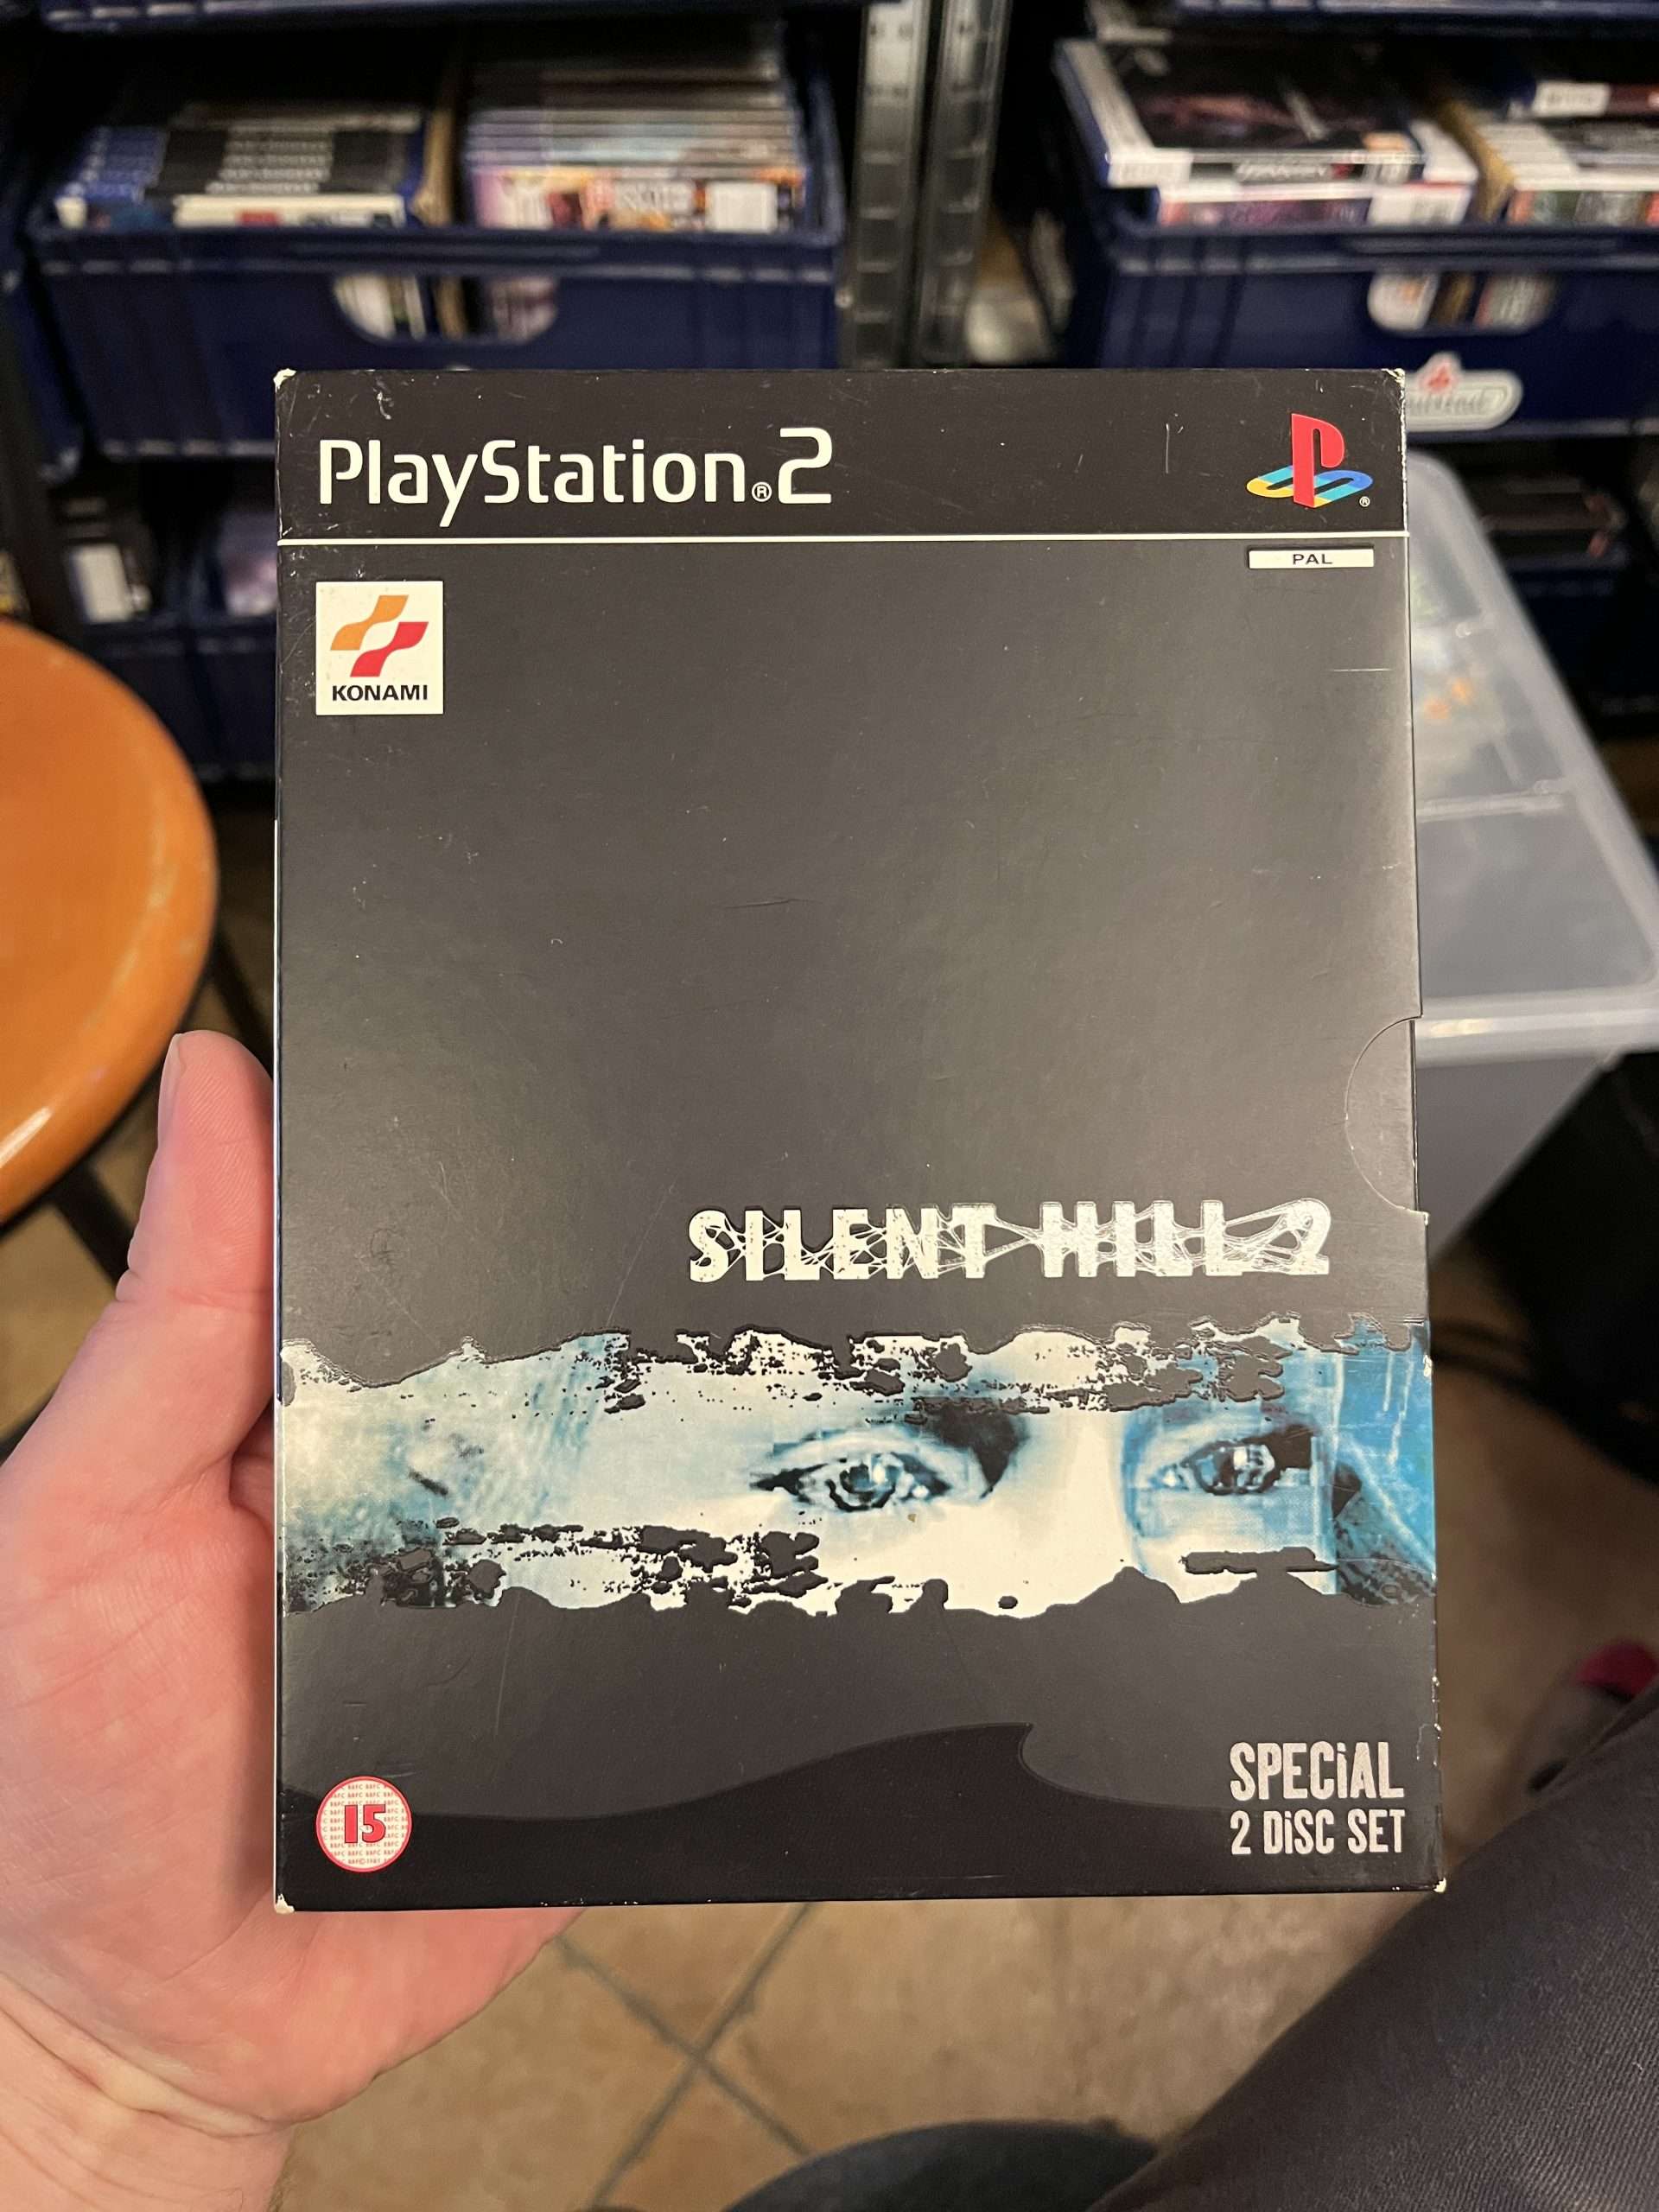 PlayStation®2
®
PAL
KONAMI
SILENT HILL 2
15
SPECiAL
2 DiSC SET